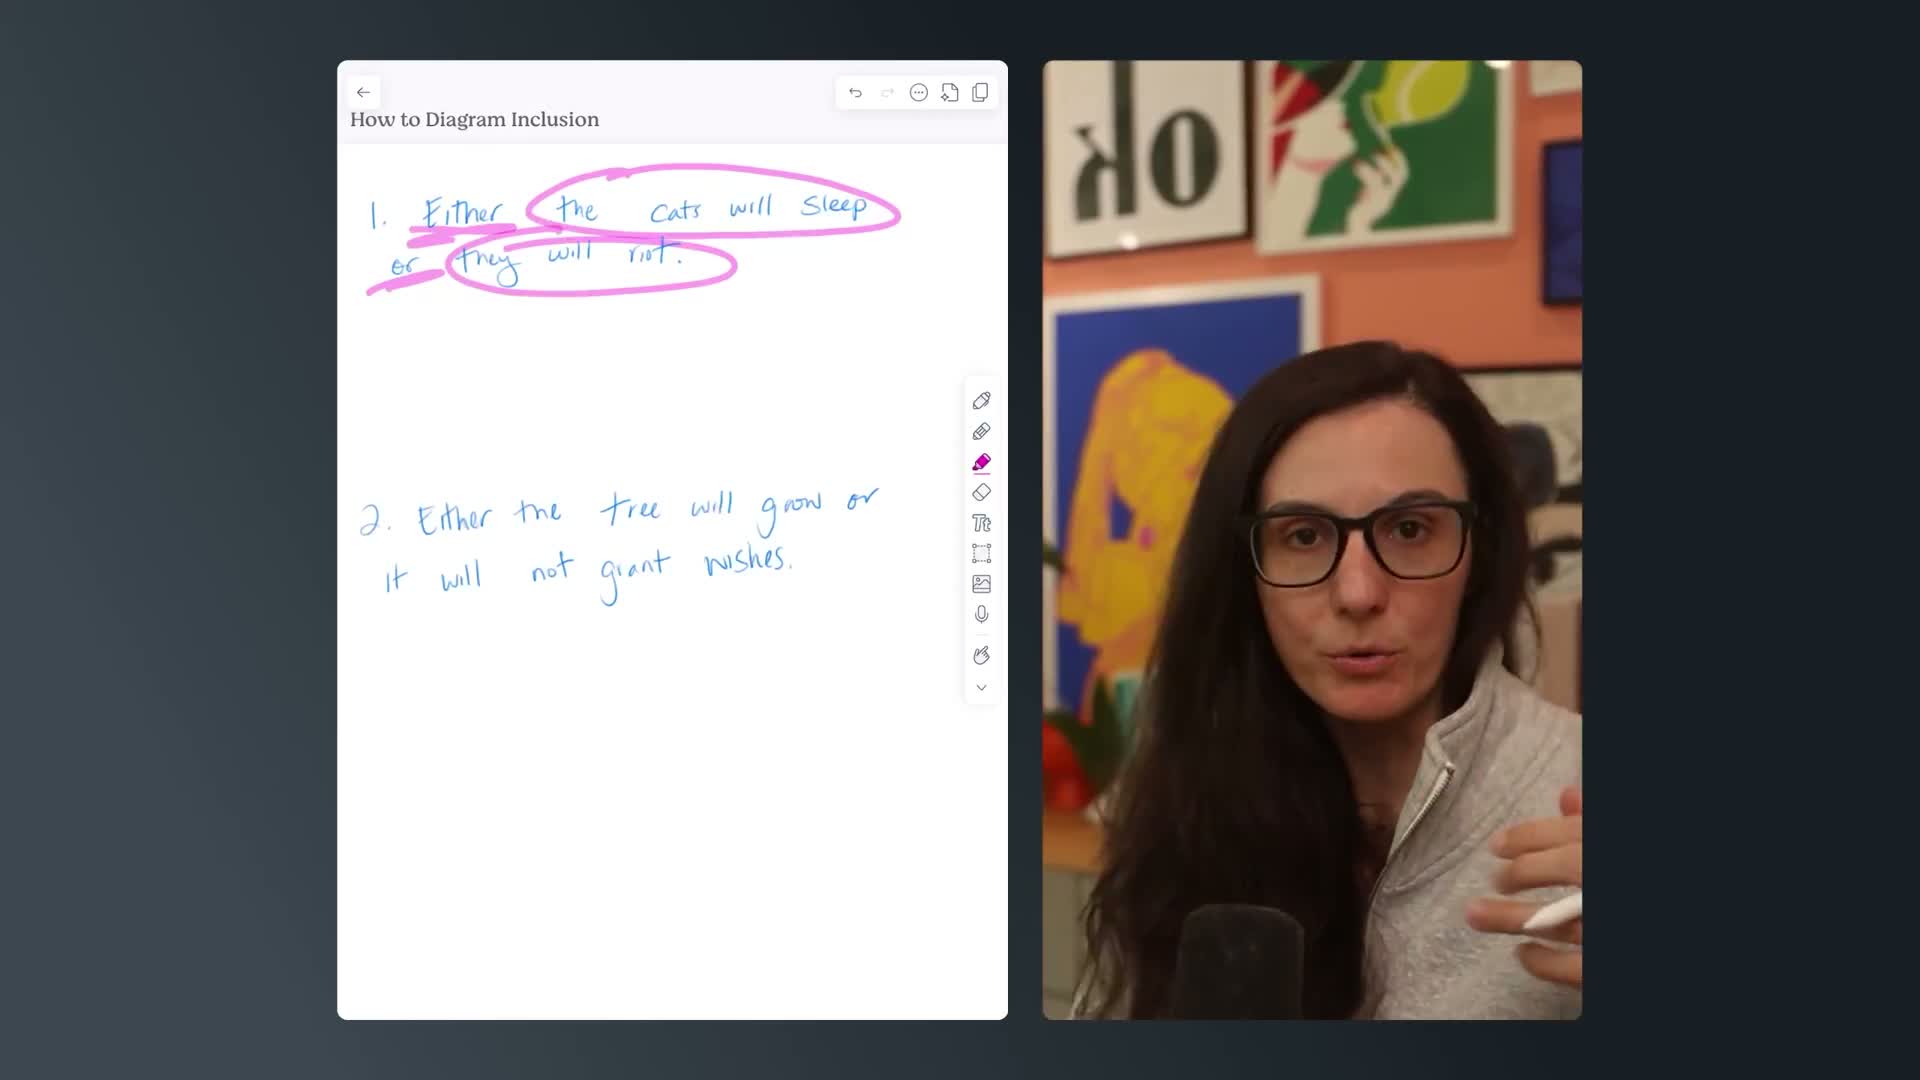 How to Diagram Inclusion
1. Either the cats will sleep
or they will riot.
2. Either the tree will grow or
it will not grant wishes.
Tt
ok